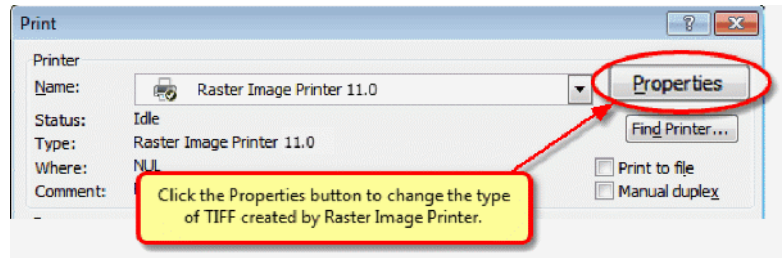 Print
Printer
Name:
Raster Image Printer 11.0
Properties
Status:
Idle
Find Printer...
Type:
Raster Image Printer 11.0
Where:
NUL
Print to file
Comment:
Manual duplex
Click the Properties button to change the type
of TIFF created by Raster Image Printer.